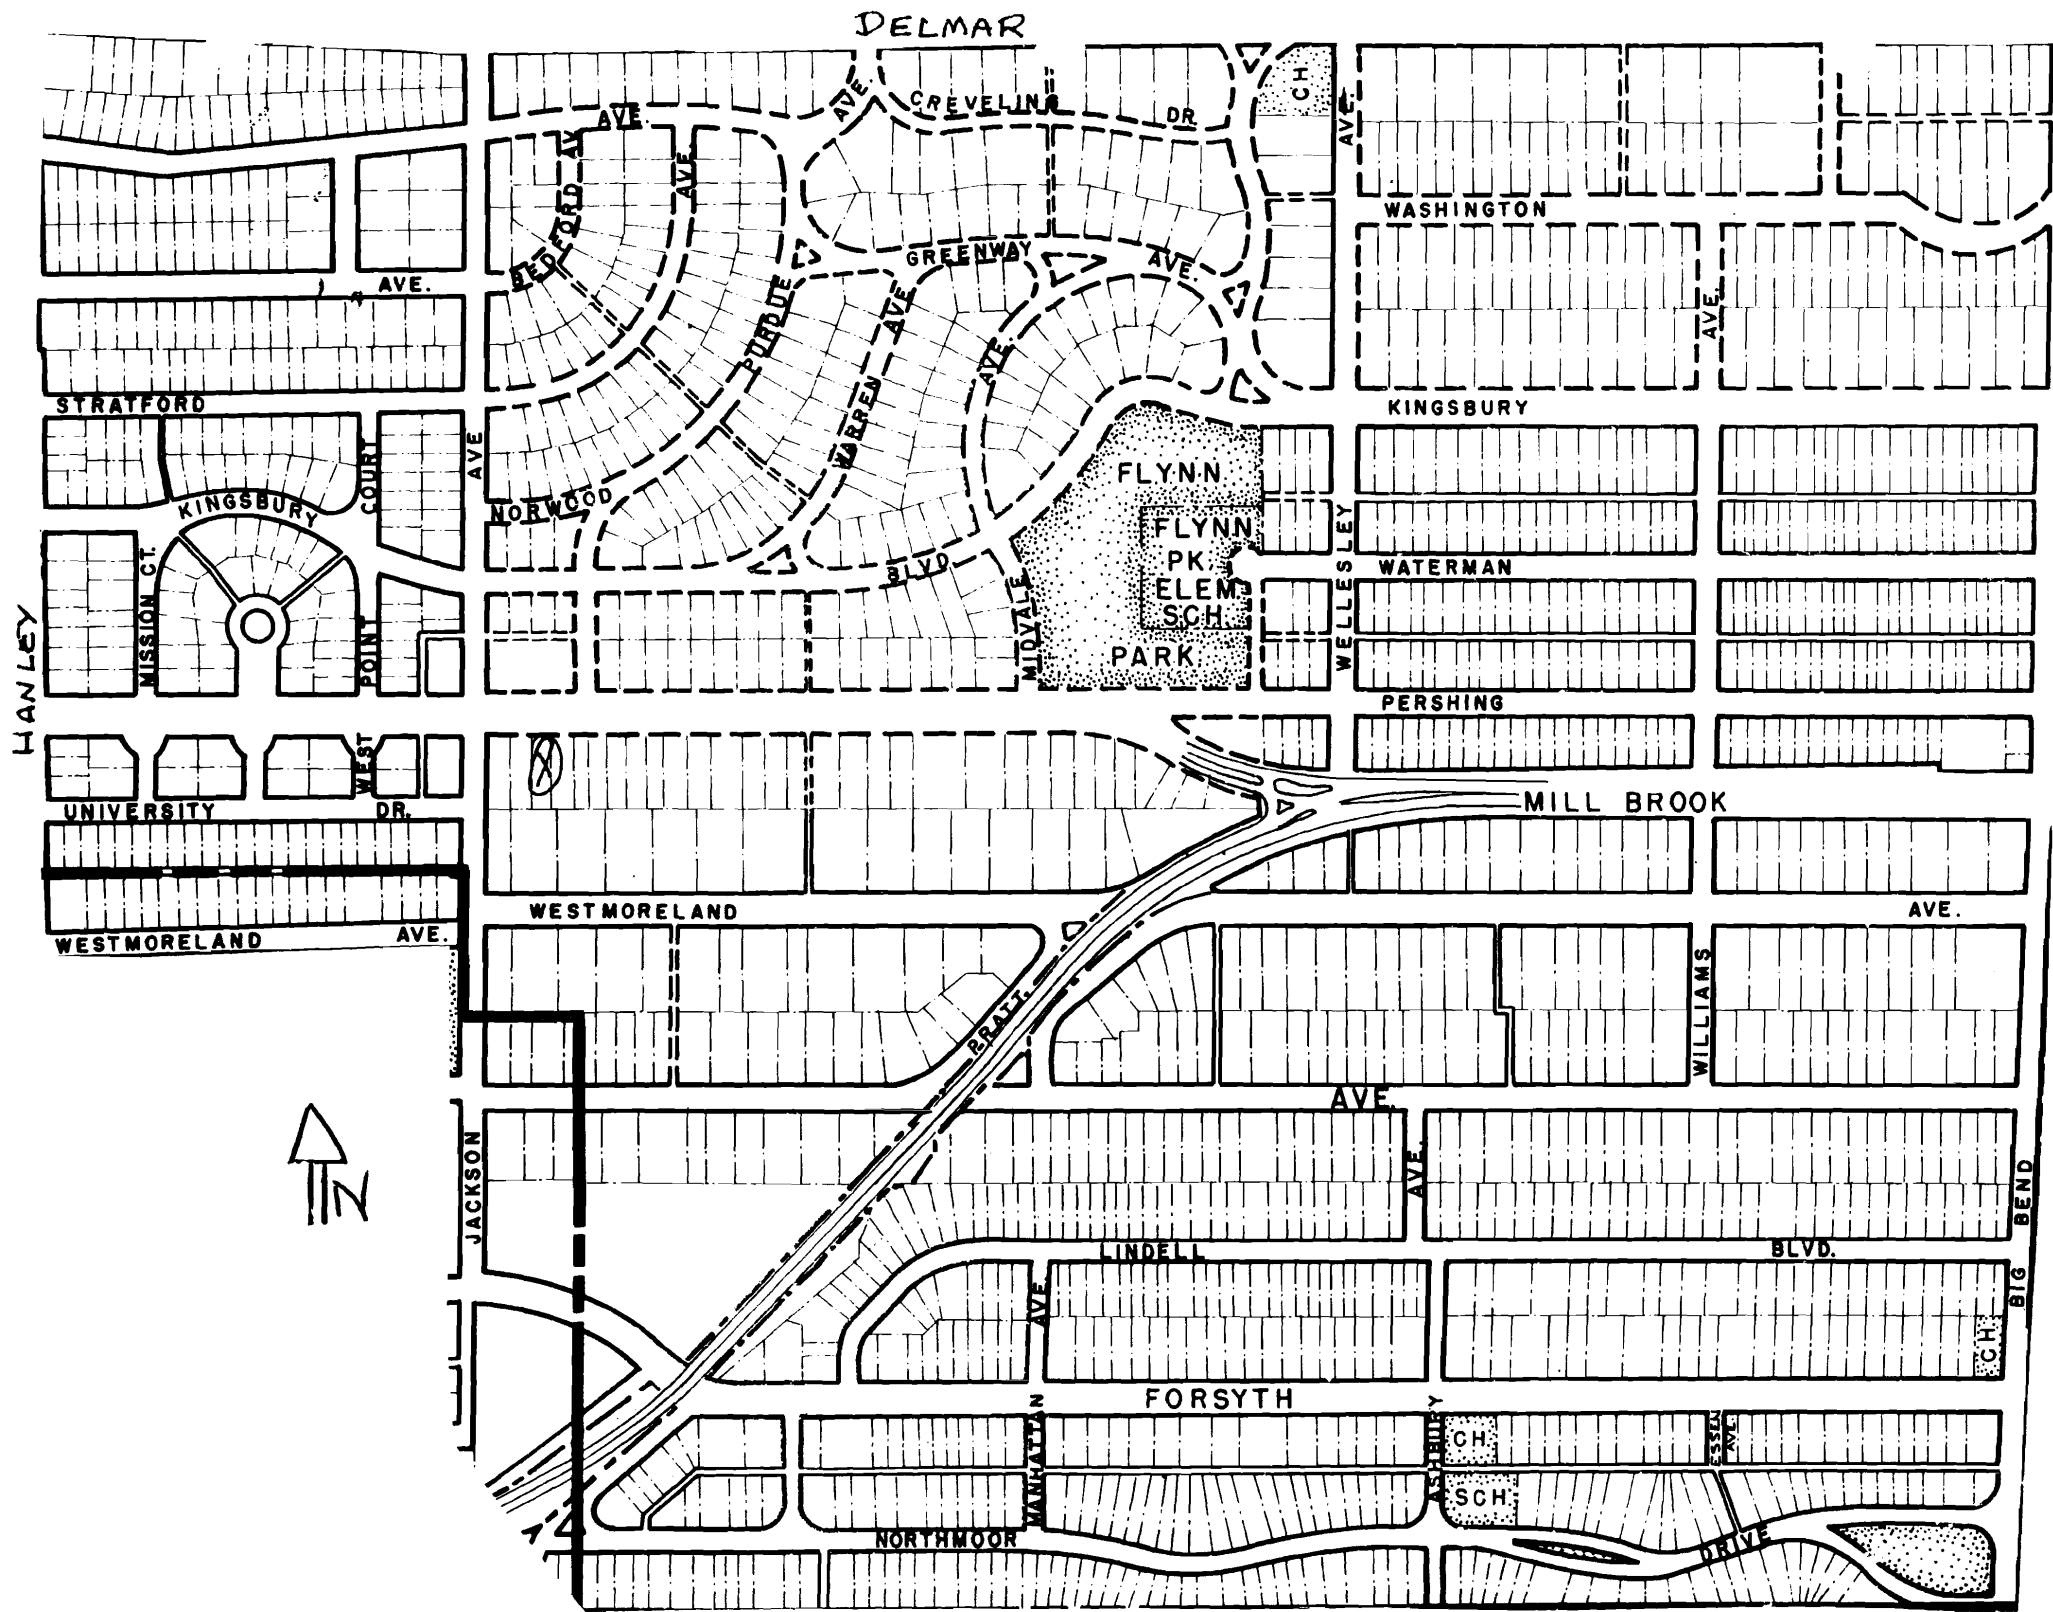 DELMAR
CH
AVE.
AVE.
CREVELING
DR.
AVE.
BEDFORD AV
AVE.
WASHINGTON
GREENWAY
AVE.
AVE.
PURDUE
AVE
AVE.
AVE.
STRATFORD
KINGSBURY
WARREN
COURT
AVE
FLYNN
KINGSBURY
NORWOOD
FLYNN
PK.
ELEM.
SCH.
PARK
WELLESLEY
WATERMAN
BLVD.
MISSION CT.
MIDVALE
HANLEY
POINT
WEST
PERSHING
X
UNIVERSITY
DR.
MILL BROOK
WESTMORELAND
AVE.
WESTMORELAND
AVE.
WILLIAMS
PRATT
AVE.
N
JACKSON
AVE.
BIG BEND
LINDELL
BLVD.
AVE.
CH
FORSYTH
MANHATTAN
ASHBURY
CH.
ESSEX
AVE.
SCH.
NORTHMOOR
DRIVE